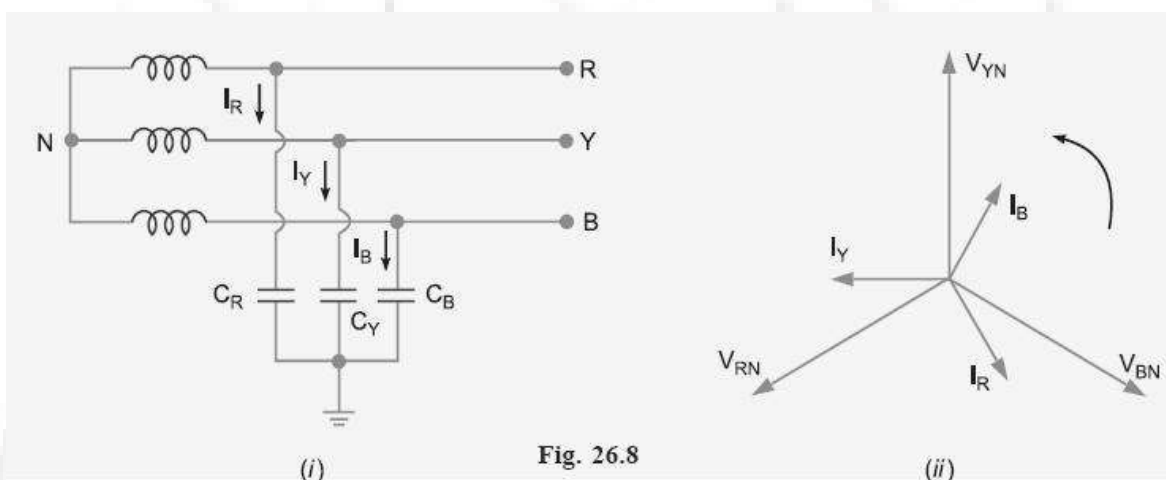 R
I_R
N
Y
I_Y
B
I_B
C_R
C_Y
C_B
(i)
V_YN
I_B
I_Y
V_RN
I_R
V_BN
(ii)
Fig. 26.8